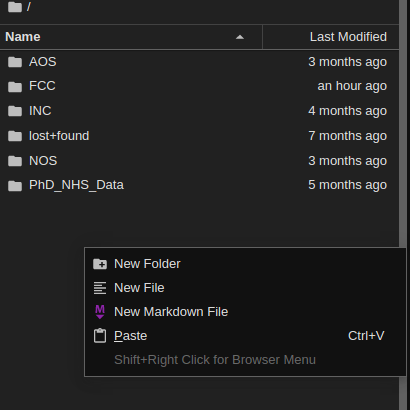 /
Name Last Modified
AOS 3 months ago
FCC an hour ago
INC 4 months ago
lost+found 7 months ago
NOS 3 months ago
PhD_NHS_Data 5 months ago
New Folder
New File
M New Markdown File
Paste Ctrl+V
Shift+Right Click for Browser Menu